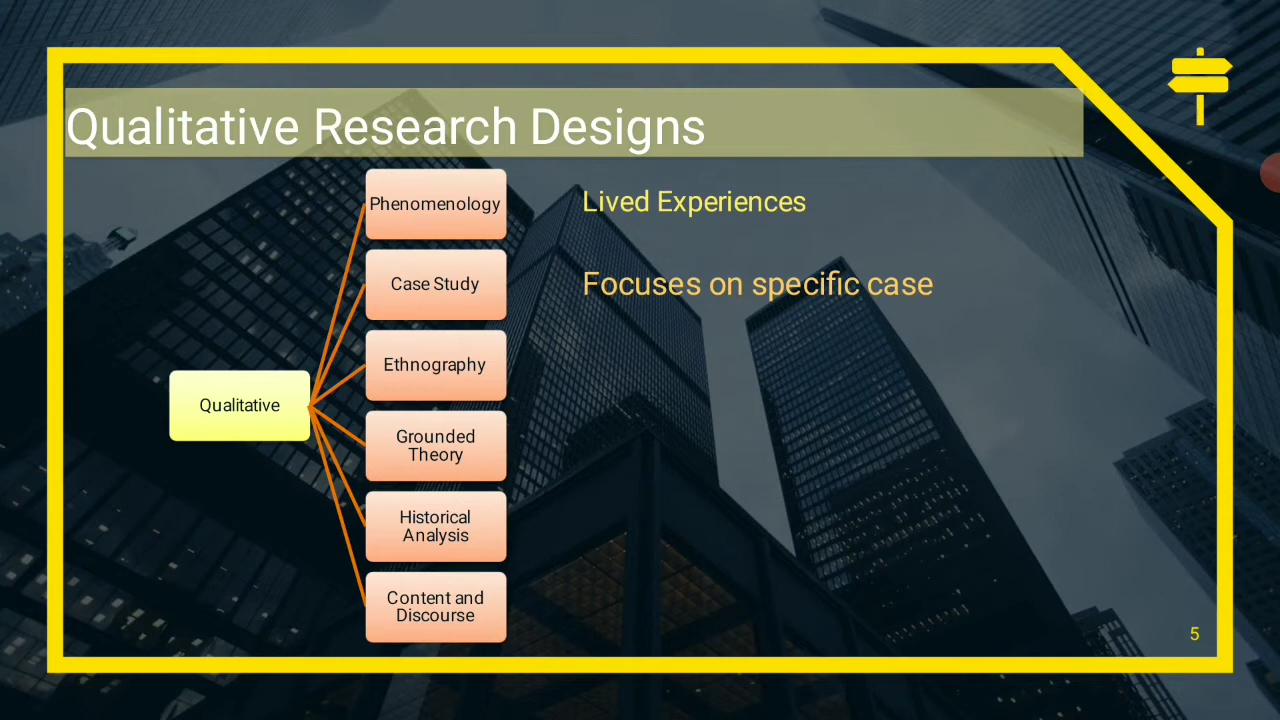 Qualitative Research Designs
Phenomenology
Lived Experiences
Case Study
Focuses on specific case
Ethnography
Qualitative
Grounded
Theory
Historical
Analysis
Content and
Discourse
5